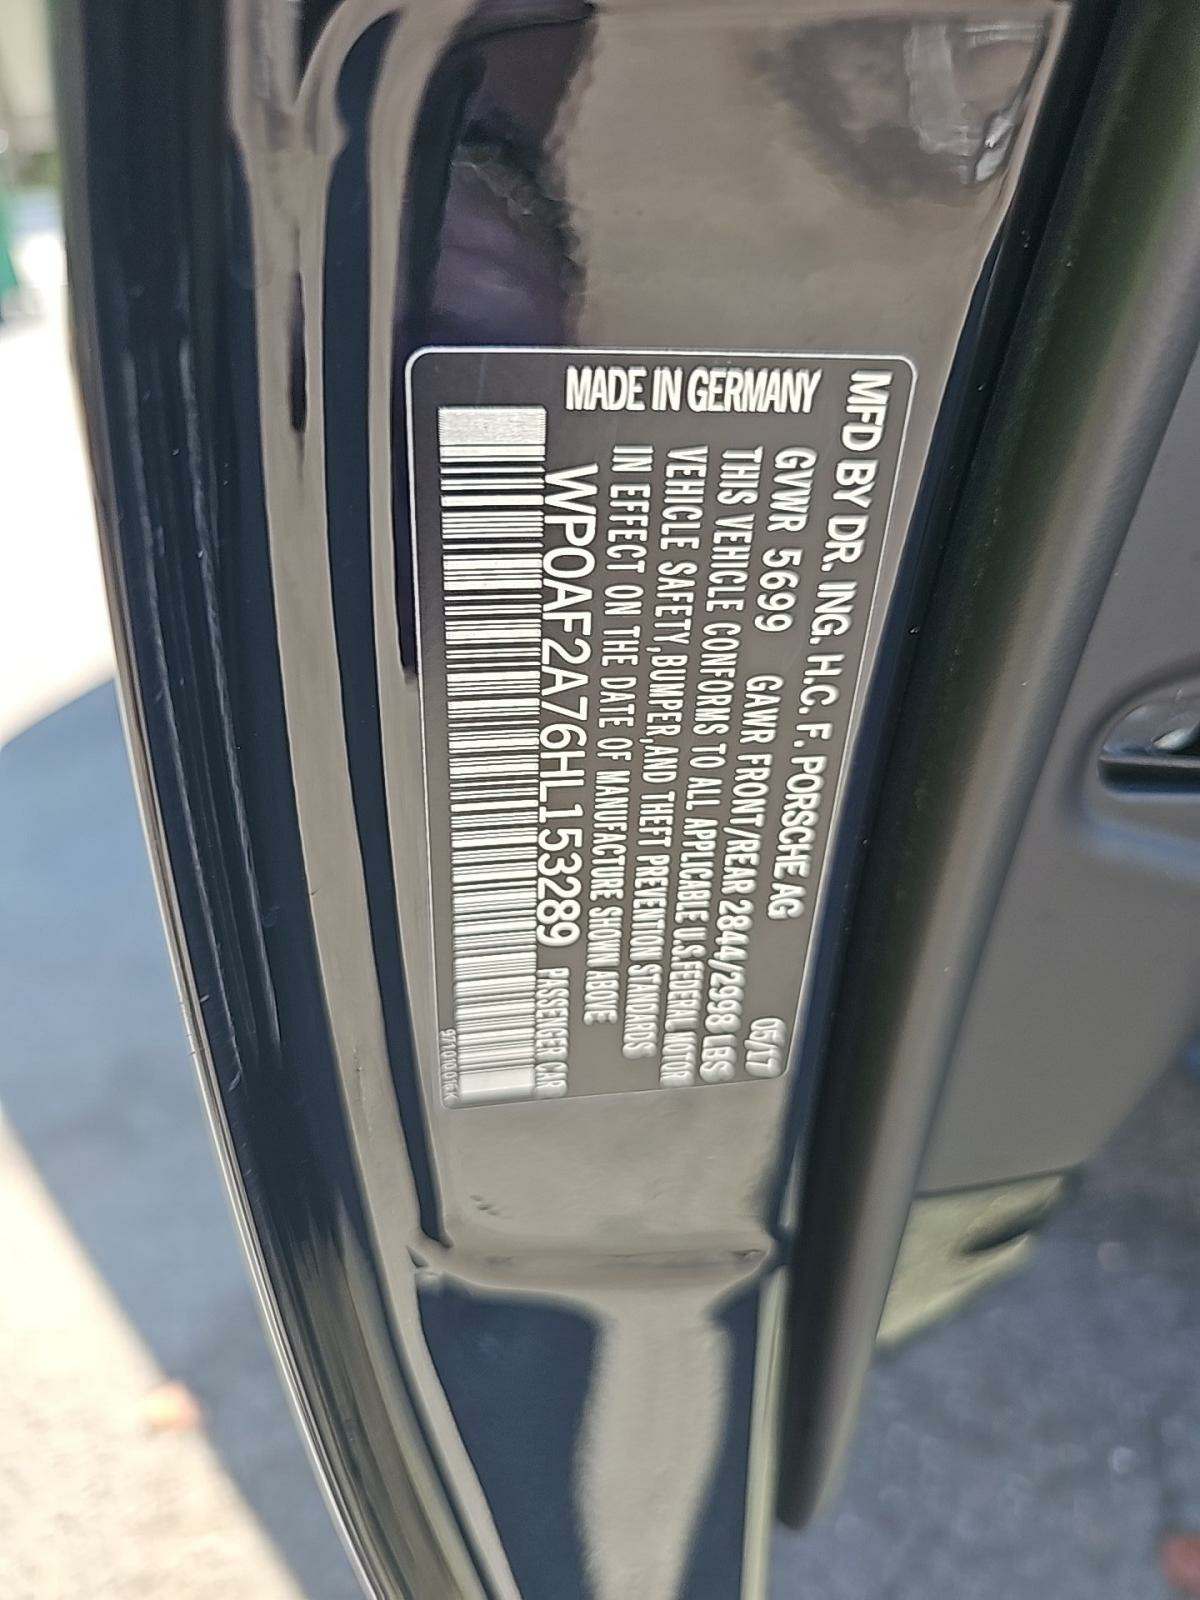 MFD BY DR. ING. H.C. F. PORSCHE AG
05/17
GVWR 5699 GAWR FRONT/REAR 2844/2998 LBS
THIS VEHICLE CONFORMS TO ALL APPLICABLE U.S.FEDERAL MOTOR
VEHICLE SAFETY,BUMPER,AND THEFT PREVENTION STANDARDS
IN EFFECT ON THE DATE OF MANUFACTURE SHOWN ABOVE
MADE IN GERMANY
WP0AF2A76HL153289 PASSENGER CAR